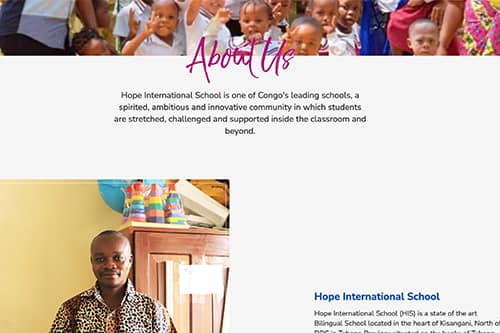 About Us
Hope International School is one of Congo's leading schools, a
spirited, ambitious and innovative community in which students
are stretched, challenged and supported inside the classroom and
beyond.
Hope International School
Hope International School (HIS) is a state of the art
Bilingual School located in the heart of Kisangani, North of